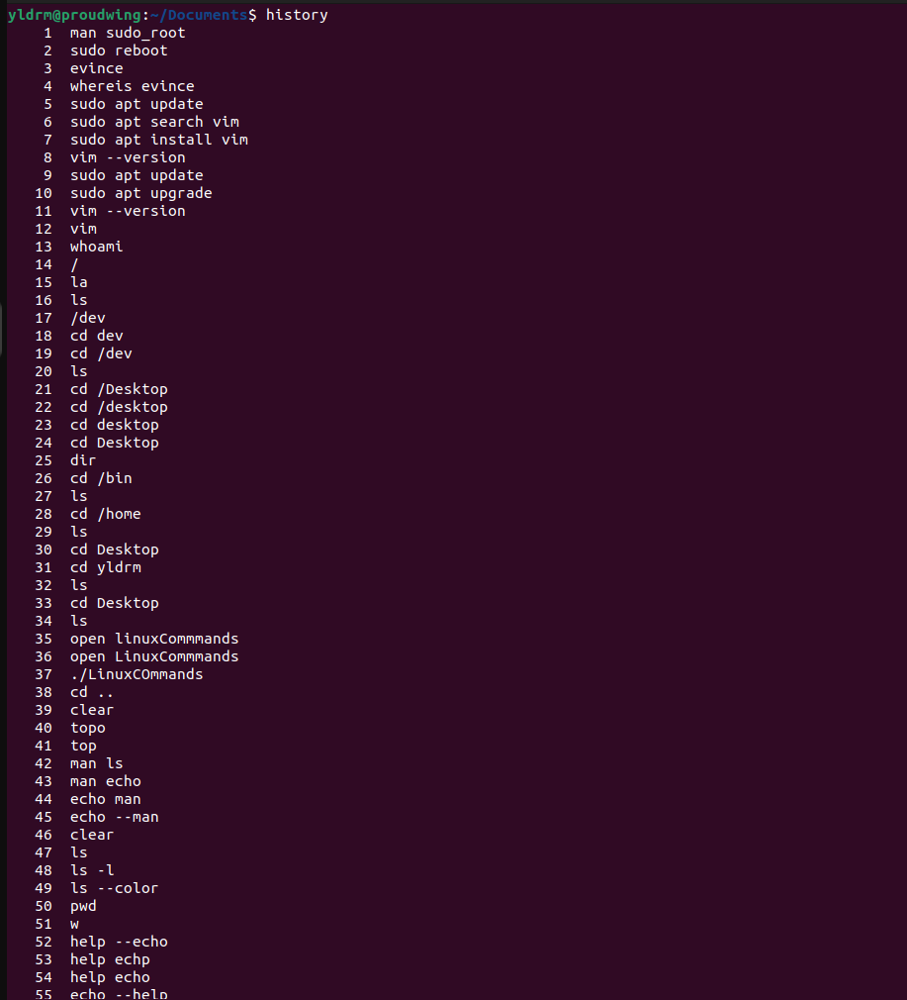 yldrm@proudwing:~/Documents$ history
1 man sudo_root
2 sudo reboot
3 evince
4 whereis evince
5 sudo apt update
6 sudo apt search vim
7 sudo apt install vim
8 vim --version
9 sudo apt update
10 sudo apt upgrade
11 vim --version
12 vim
13 whoami
14 /
15 la
16 ls
17 /dev
18 cd dev
19 cd /dev
20 ls
21 cd /Desktop
22 cd /desktop
23 cd desktop
24 cd Desktop
25 dir
26 cd /bin
27 ls
28 cd /home
29 ls
30 cd Desktop
31 cd yldrm
32 ls
33 cd Desktop
34 ls
35 open linuxCommmands
36 open LinuxCommmands
37 ./LinuxCOmmands
38 cd ..
39 clear
40 topo
41 top
42 man ls
43 man echo
44 echo man
45 echo --man
46 clear
47 ls
48 ls -l
49 ls --color
50 pwd
51 w
52 help --echo
53 help echp
54 help echo
55 echo --help